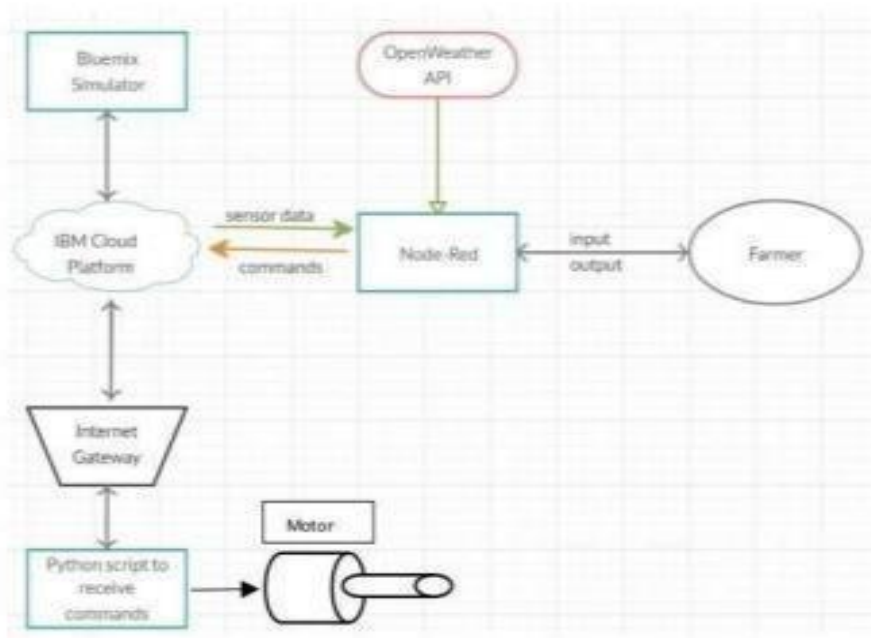 Bluemix
Simulator
OpenWeather
API
IBM Cloud
Platform
sensor data
commands
Node-Red
input
output
Farmer
Internet
Gateway
Python script to
receive
commands
Motor